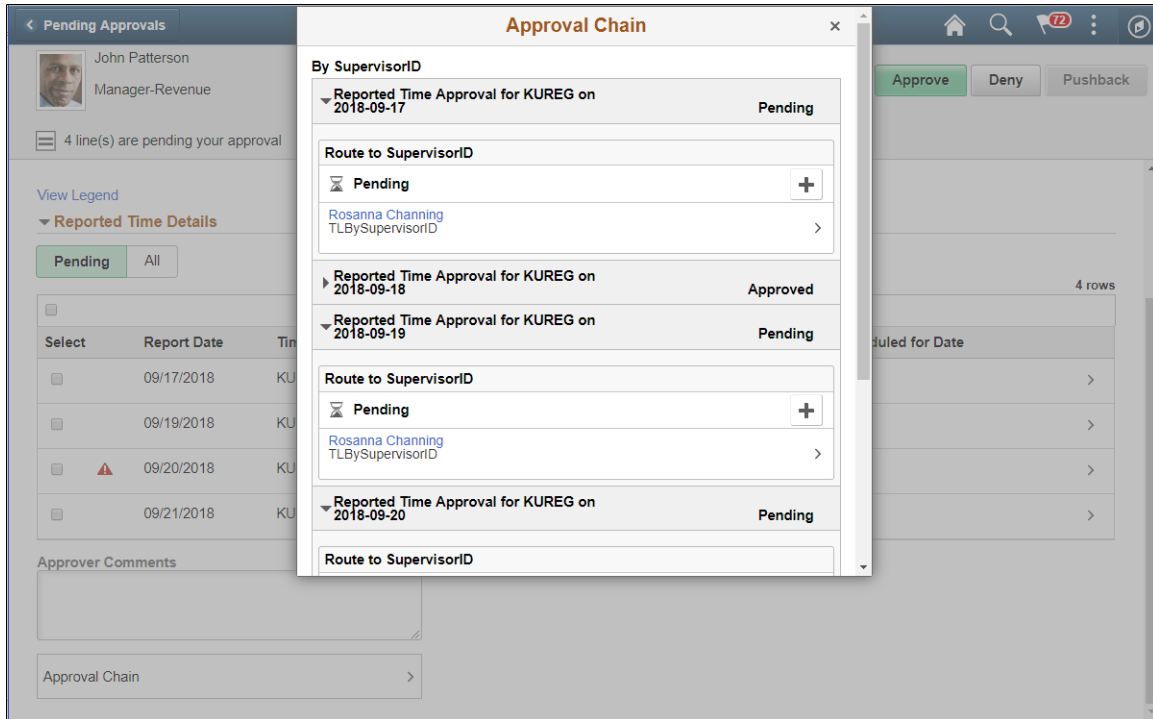 Pending Approvals
72
John Patterson
Manager-Revenue
4 line(s) are pending your approval
Approve
Deny
Pushback
View Legend
Reported Time Details
Pending
All
4 rows
Select
Report Date
duled for Date
09/17/2018
09/19/2018
09/20/2018
09/21/2018
Approver Comments
Approval Chain
Approval Chain
×
By SupervisorID
Reported Time Approval for KUREG on
2018-09-17
Pending
Route to SupervisorID
Pending
Rosanna Channing
TLBySupervisorID
Reported Time Approval for KUREG on
2018-09-18
Approved
Reported Time Approval for KUREG on
2018-09-19
Pending
Route to SupervisorID
Pending
Rosanna Channing
TLBySupervisorID
Reported Time Approval for KUREG on
2018-09-20
Pending
Route to SupervisorID